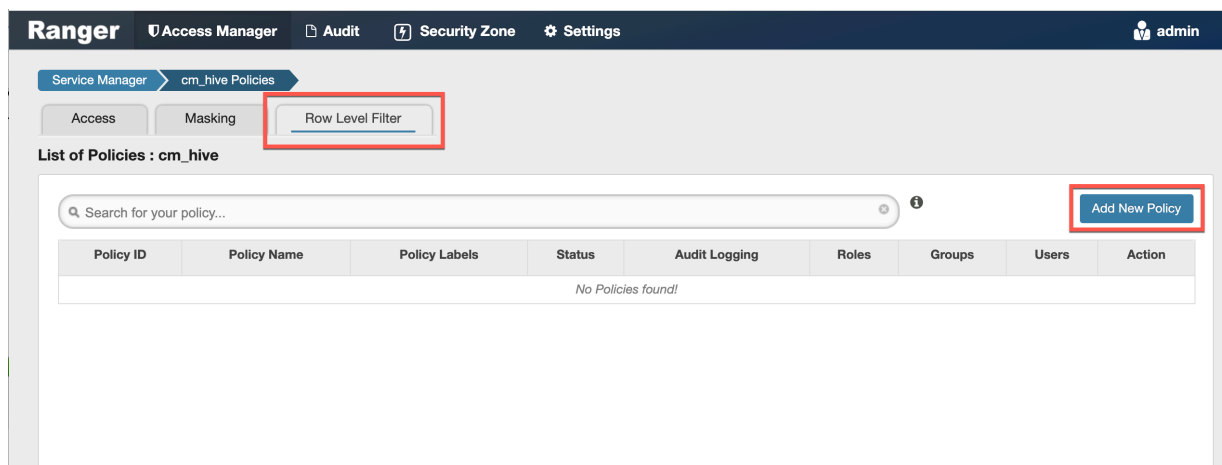 Ranger Access Manager Audit Security Zone Settings admin
Service Manager cm_hive Policies
Access Masking Row Level Filter
List of Policies : cm_hive
Search for your policy...
Add New Policy
Policy ID Policy Name Policy Labels Status Audit Logging Roles Groups Users Action
No Policies found!